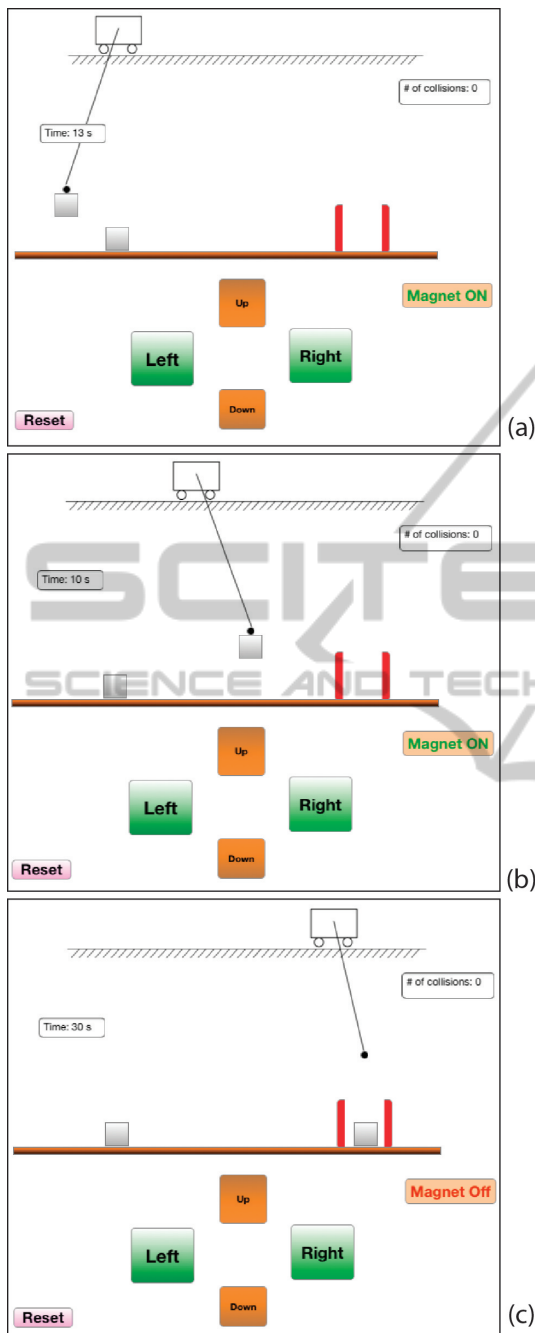 # of collisions: 0
Time: 13 s
Up
Magnet ON
Left
Right
Down
Reset
(a)
# of collisions: 0
SCITE
Time: 10 s
SCIENCE AND TECH
Up
Magnet ON
Left
Right
Down
Reset
(b)
# of collisions: 0
Time: 30 s
Magnet Off
Up
Left
Right
Down
Reset
(c)